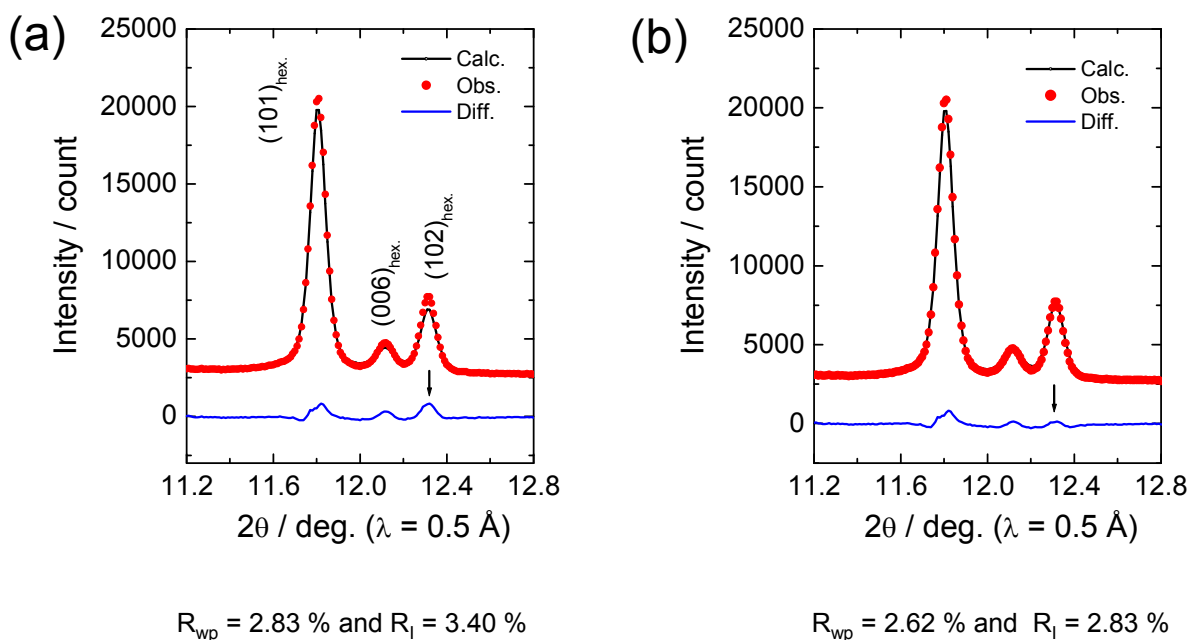 (a)
25000
20000
15000
10000
5000
0
Intensity / count
(101)hex.
(006)hex.
(102)hex.
Calc.
Obs.
Diff.
11.2 11.6 12.0 12.4 12.8
2θ / deg. (λ = 0.5 Å)
Rwp = 2.83 % and RI = 3.40 %
(b)
25000
20000
15000
10000
5000
0
Intensity / count
Calc.
Obs.
Diff.
11.2 11.6 12.0 12.4 12.8
2θ / deg. (λ = 0.5 Å)
Rwp = 2.62 % and RI = 2.83 %